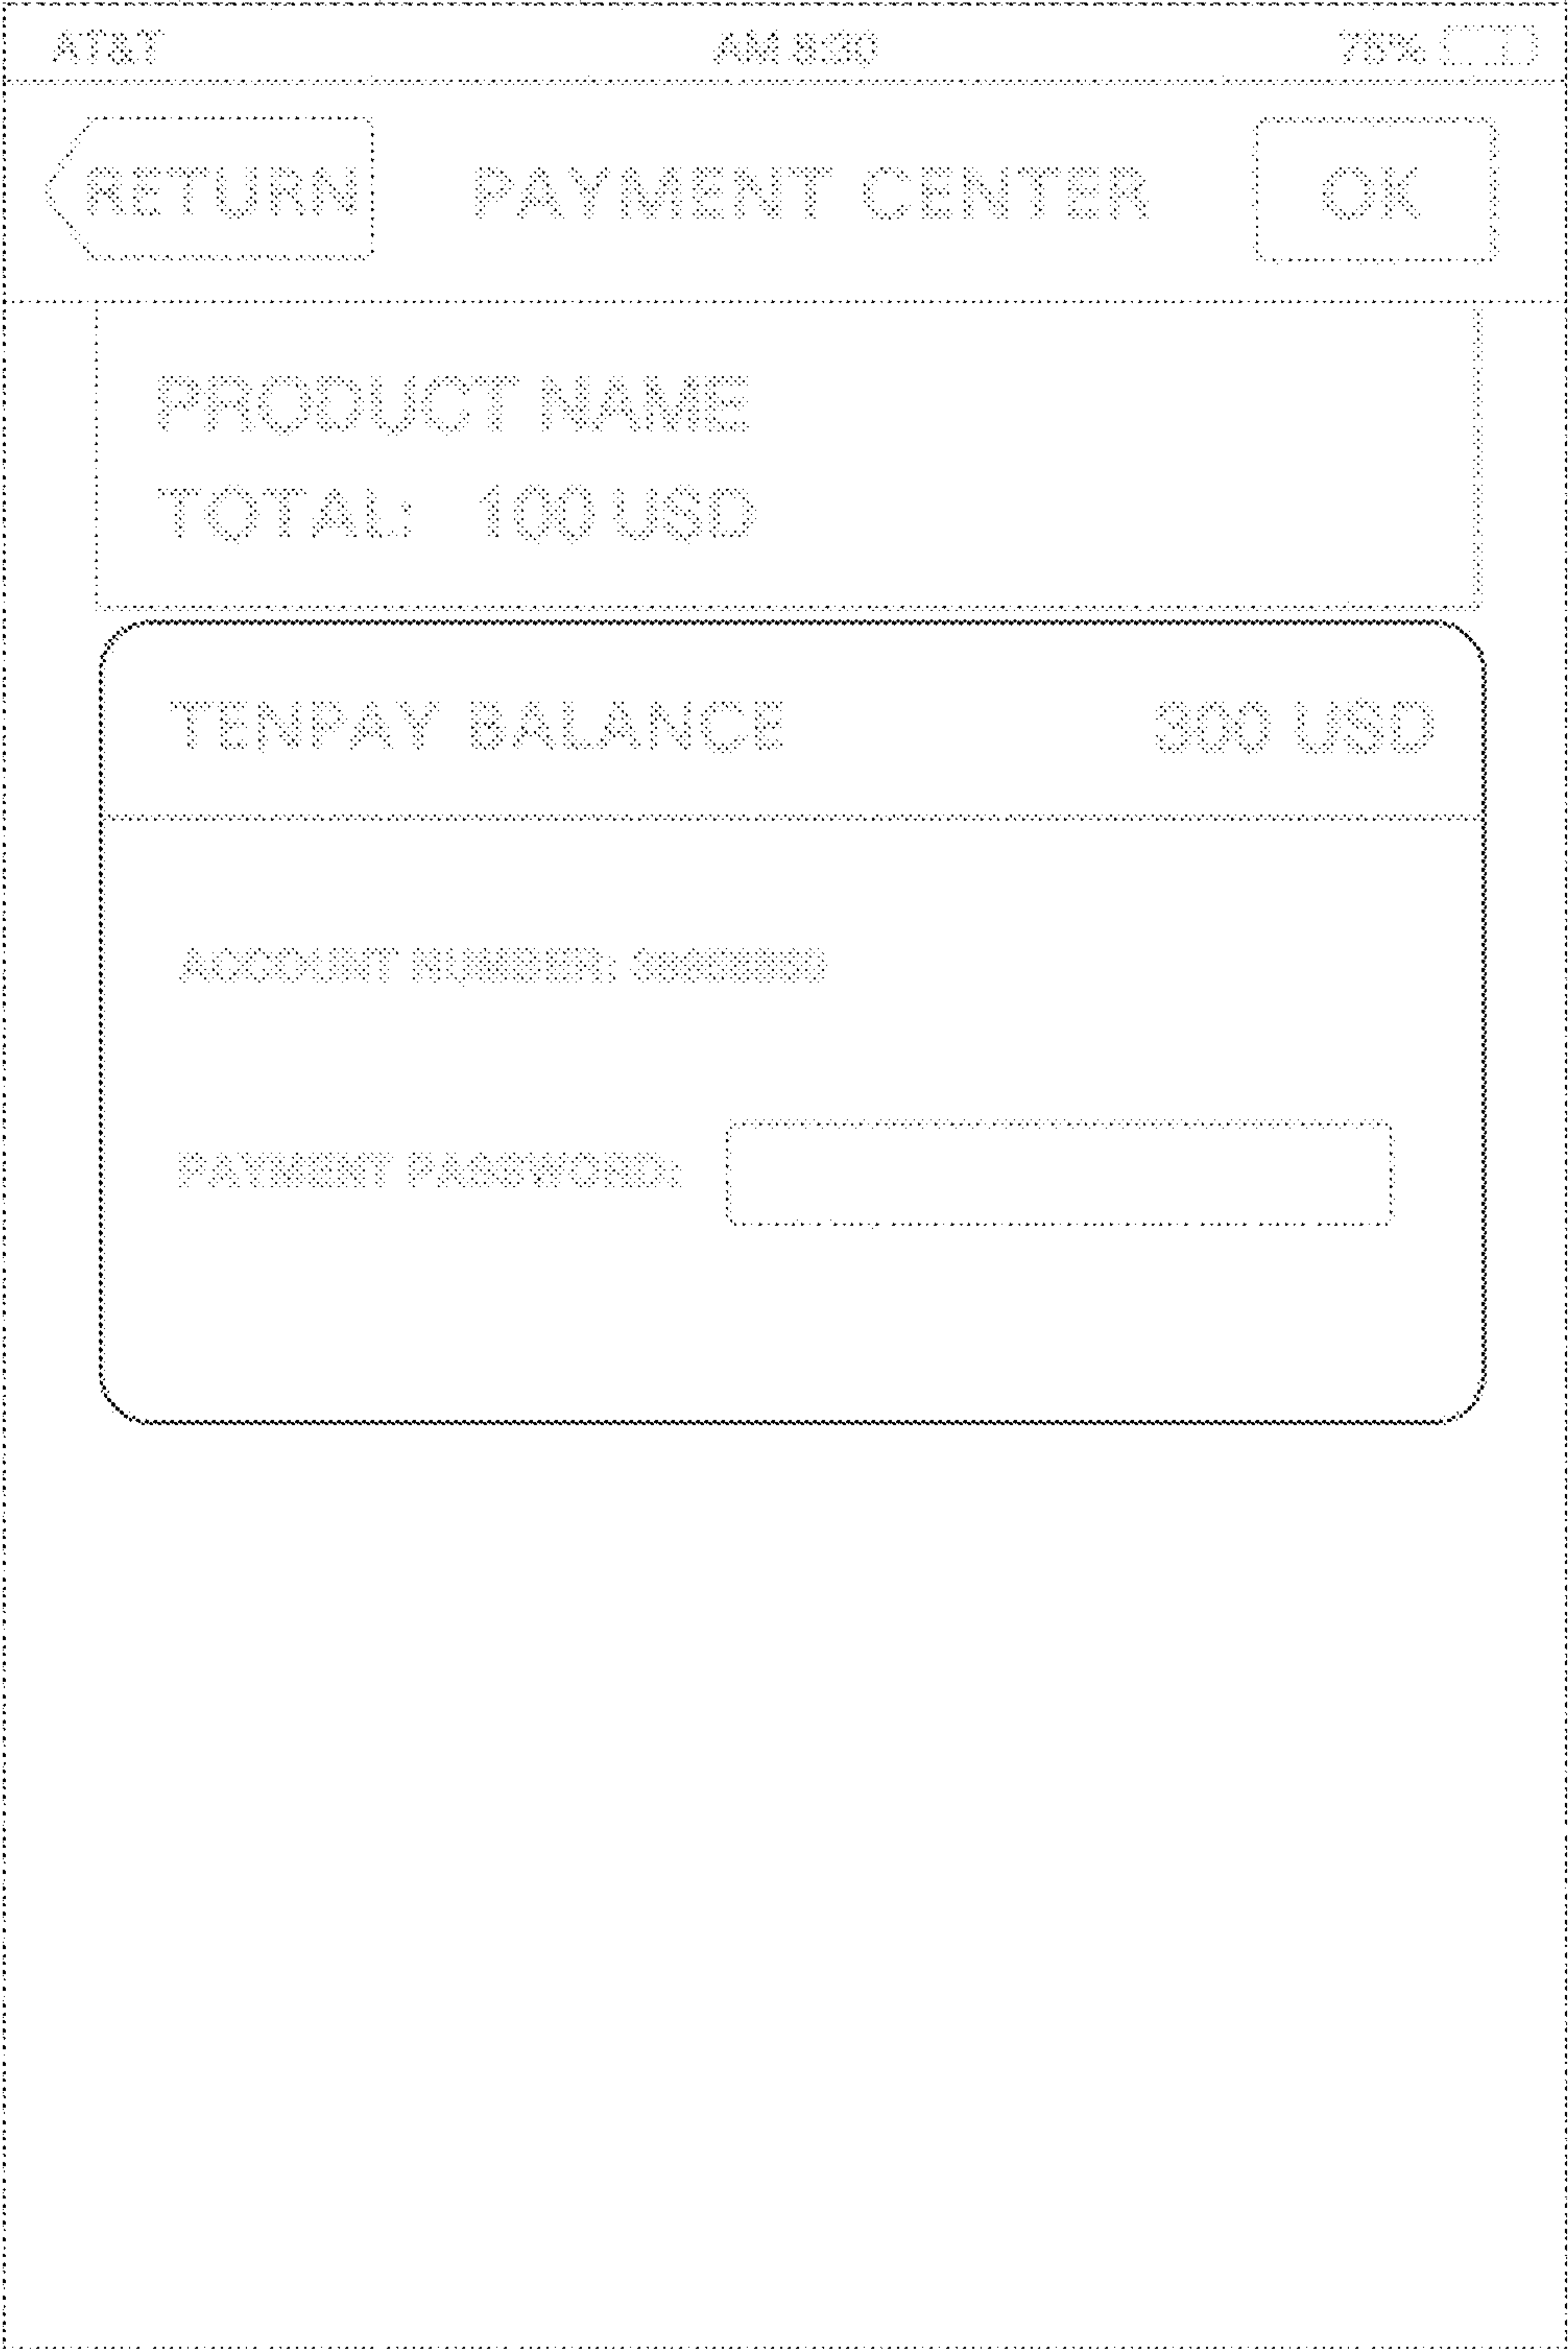 AT&T AM 8:30 75%
RETURN PAYMENT CENTER OK
PRODUCT NAME
TOTAL: 100 USD
TENPAY BALANCE 300 USD
ACCOUNT NUMBER:
PAYMENT PASSWORD: